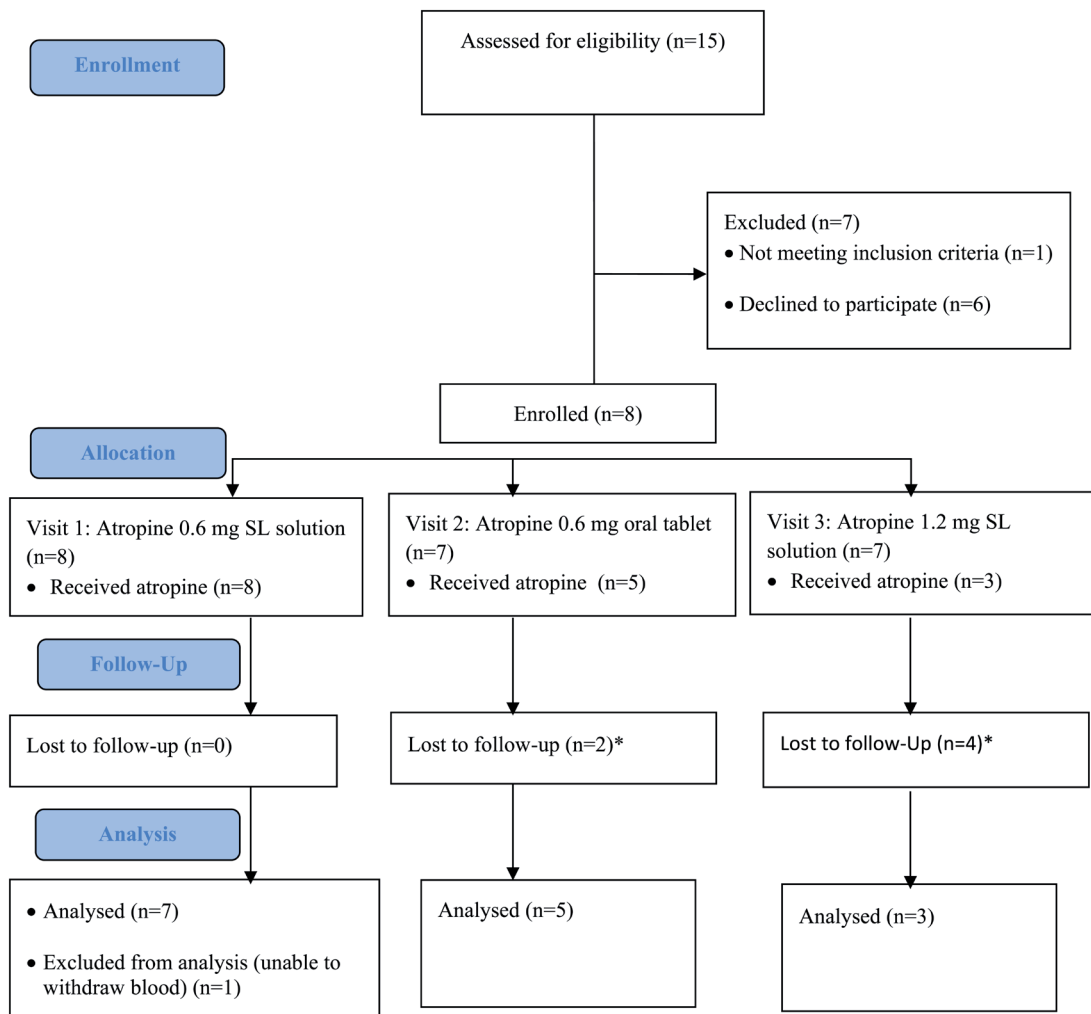 Enrollment
Assessed for eligibility (n=15)
Excluded (n=7)
• Not meeting inclusion criteria (n=1)
• Declined to participate (n=6)
Enrolled (n=8)
Allocation
Visit 1: Atropine 0.6 mg SL solution
(n=8)
• Received atropine (n=8)
Visit 2: Atropine 0.6 mg oral tablet
(n=7)
• Received atropine (n=5)
Visit 3: Atropine 1.2 mg SL
solution (n=7)
• Received atropine (n=3)
Follow-Up
Lost to follow-up (n=0)
Lost to follow-up (n=2)*
Lost to follow-Up (n=4)*
Analysis
• Analysed (n=7)
• Excluded from analysis (unable to
withdraw blood) (n=1)
Analysed (n=5)
Analysed (n=3)